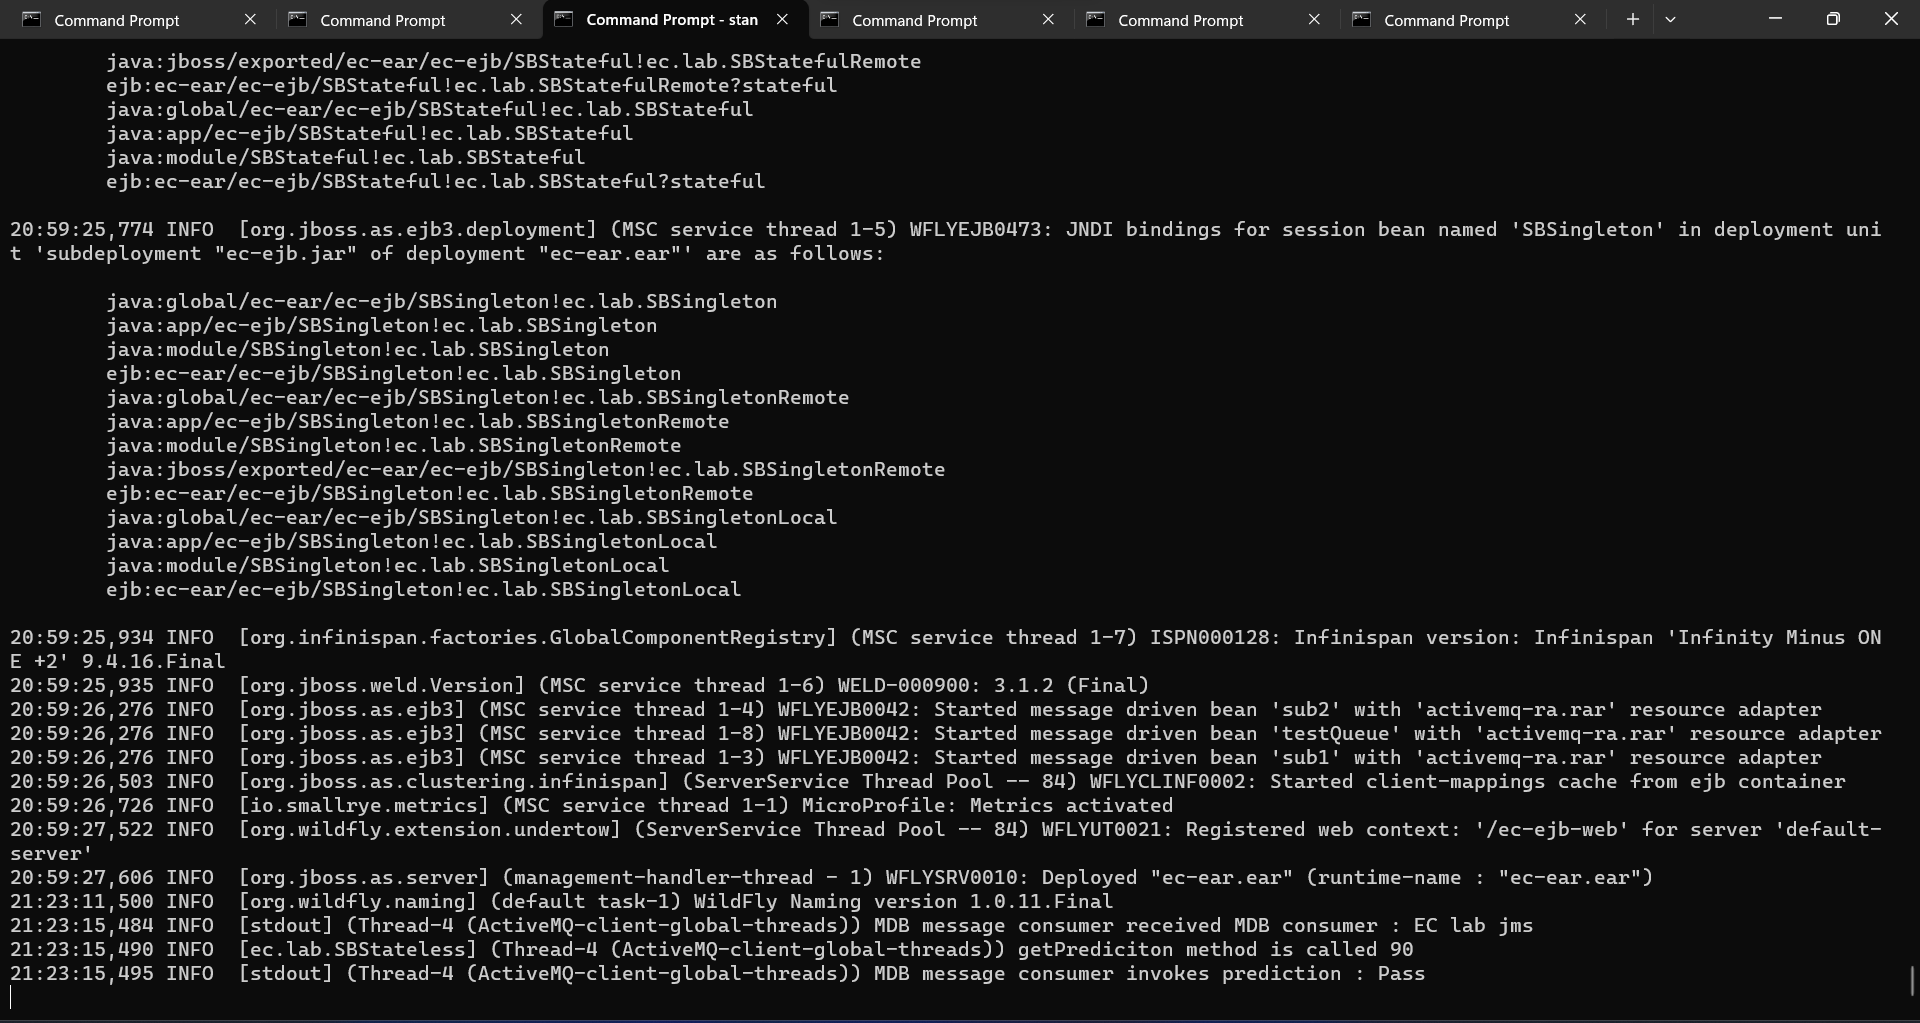 Command Prompt
Command Prompt
Command Prompt - stan
Command Prompt
Command Prompt
Command Prompt
java:jboss/exported/ec-ear/ec-ejb/SBStateful!ec.lab.SBStatefulRemote
ejb:ec-ear/ec-ejb/SBStateful!ec.lab.SBStatefulRemote?stateful
java:global/ec-ear/ec-ejb/SBStateful!ec.lab.SBStateful
java:app/ec-ejb/SBStateful!ec.lab.SBStateful
java:module/SBStateful!ec.lab.SBStateful
ejb:ec-ear/ec-ejb/SBStateful!ec.lab.SBStateful?stateful
20:59:25,774 INFO  [org.jboss.as.ejb3.deployment] (MSC service thread 1-5) WFLYEJB0473: JNDI bindings for session bean named 'SBSingleton' in deployment uni
t 'subdeployment "ec-ejb.jar" of deployment "ec-ear.ear"' are as follows:
java:global/ec-ear/ec-ejb/SBSingleton!ec.lab.SBSingleton
java:app/ec-ejb/SBSingleton!ec.lab.SBSingleton
java:module/SBSingleton!ec.lab.SBSingleton
ejb:ec-ear/ec-ejb/SBSingleton!ec.lab.SBSingleton
java:global/ec-ear/ec-ejb/SBSingleton!ec.lab.SBSingletonRemote
java:app/ec-ejb/SBSingleton!ec.lab.SBSingletonRemote
java:module/SBSingleton!ec.lab.SBSingletonRemote
java:jboss/exported/ec-ear/ec-ejb/SBSingleton!ec.lab.SBSingletonRemote
ejb:ec-ear/ec-ejb/SBSingleton!ec.lab.SBSingletonRemote
java:global/ec-ear/ec-ejb/SBSingleton!ec.lab.SBSingletonLocal
java:app/ec-ejb/SBSingleton!ec.lab.SBSingletonLocal
java:module/SBSingleton!ec.lab.SBSingletonLocal
ejb:ec-ear/ec-ejb/SBSingleton!ec.lab.SBSingletonLocal
20:59:25,934 INFO  [org.infinispan.factories.GlobalComponentRegistry] (MSC service thread 1-7) ISPN000128: Infinispan version: Infinispan 'Infinity Minus ON
E +2' 9.4.16.Final
20:59:25,935 INFO  [org.jboss.weld.Version] (MSC service thread 1-6) WELD-000900: 3.1.2 (Final)
20:59:26,276 INFO  [org.jboss.as.ejb3] (MSC service thread 1-4) WFLYEJB0042: Started message driven bean 'sub2' with 'activemq-ra.rar' resource adapter
20:59:26,276 INFO  [org.jboss.as.ejb3] (MSC service thread 1-8) WFLYEJB0042: Started message driven bean 'testQueue' with 'activemq-ra.rar' resource adapter
20:59:26,276 INFO  [org.jboss.as.ejb3] (MSC service thread 1-3) WFLYEJB0042: Started message driven bean 'sub1' with 'activemq-ra.rar' resource adapter
20:59:26,503 INFO  [org.jboss.as.clustering.infinispan] (ServerService Thread Pool -- 84) WFLYCLINF0002: Started client-mappings cache from ejb container
20:59:26,726 INFO  [io.smallrye.metrics] (MSC service thread 1-1) MicroProfile: Metrics activated
20:59:27,522 INFO  [org.wildfly.extension.undertow] (ServerService Thread Pool -- 84) WFLYUT0021: Registered web context: '/ec-ejb-web' for server 'default-
server'
20:59:27,606 INFO  [org.jboss.as.server] (management-handler-thread - 1) WFLYSRV0010: Deployed "ec-ear.ear" (runtime-name : "ec-ear.ear")
21:23:11,500 INFO  [org.wildfly.naming] (default task-1) WildFly Naming version 1.0.11.Final
21:23:15,484 INFO  [stdout] (Thread-4 (ActiveMQ-client-global-threads)) MDB message consumer received MDB consumer : EC lab jms
21:23:15,490 INFO  [ec.lab.SBStateless] (Thread-4 (ActiveMQ-client-global-threads)) getPrediciton method is called 90
21:23:15,495 INFO  [stdout] (Thread-4 (ActiveMQ-client-global-threads)) MDB message consumer invokes prediction : Pass